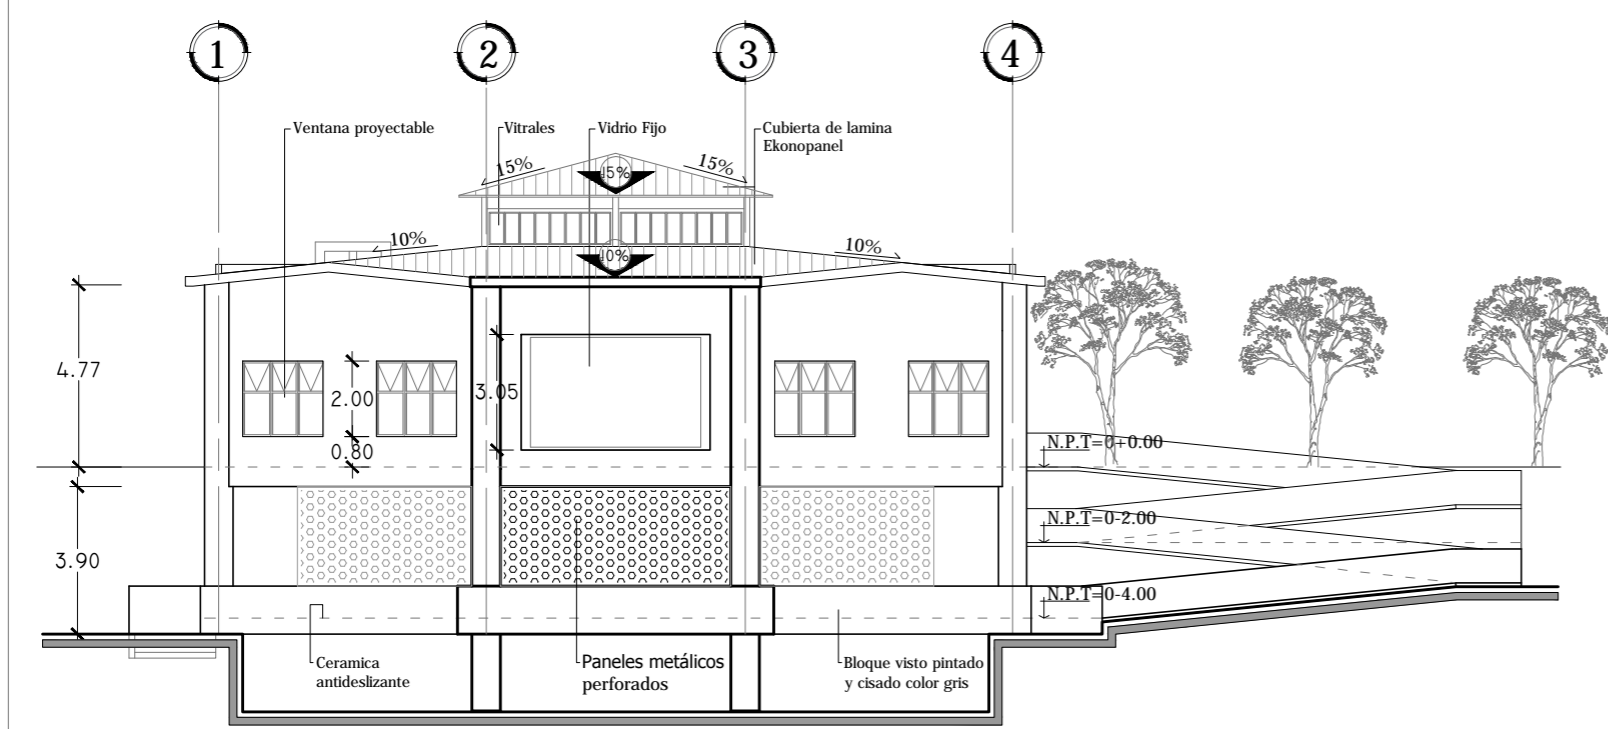 1
2
3
4
Ventana proyectable
Vitrales
Vidrio Fijo
Cubierta de lamina
Ekonopanel
15%
15%
15%
10%
10%
10%
4.77
2.00
0.80
3.05
3.90
N.P.T=0+0.00
N.P.T=0-2.00
N.P.T=0-4.00
Ceramica
antideslizante
Paneles metálicos
perforados
Bloque visto pintado
y cisado color gris